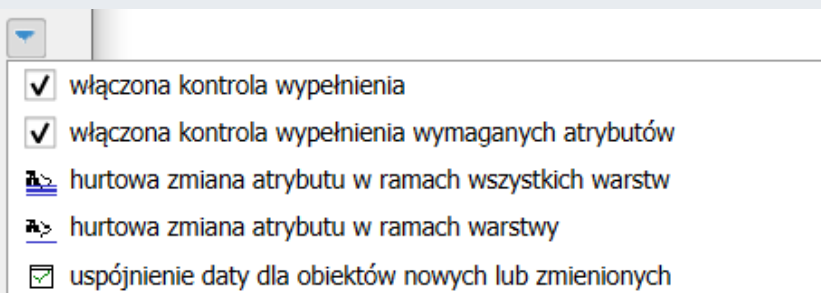 włączona kontrola wypełnienia
włączona kontrola wypełnienia wymaganych atrybutów
hurtowa zmiana atrybutu w ramach wszystkich warstw
hurtowa zmiana atrybutu w ramach warstwy
uspójnienie daty dla obiektów nowych lub zmienionych